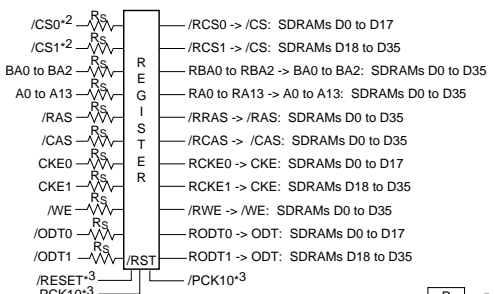 /CS0*2 RS /RCS0 -> /CS: SDRAMs D0 to D17
/CS1*2 RS /RCS1 -> /CS: SDRAMs D18 to D35
BA0 to BA2 RS RBA0 to RBA2 -> BA0 to BA2: SDRAMs D0 to D35
A0 to A13 RS RA0 to RA13 -> A0 to A13: SDRAMs D0 to D35
/RAS RS /RRAS -> /RAS: SDRAMs D0 to D35
/CAS RS /RCAS -> /CAS: SDRAMs D0 to D35
CKE0 RS RCKE0 -> CKE: SDRAMs D0 to D17
CKE1 RS RCKE1 -> CKE: SDRAMs D18 to D35
/WE RS /RWE -> /WE: SDRAMs D0 to D35
/ODT0 RS RODT0 -> ODT: SDRAMs D0 to D17
/ODT1 RS RODT1 -> ODT: SDRAMs D18 to D35
REGISTER
/RST
/RESET*3 /PCK10*3
PCK10*3